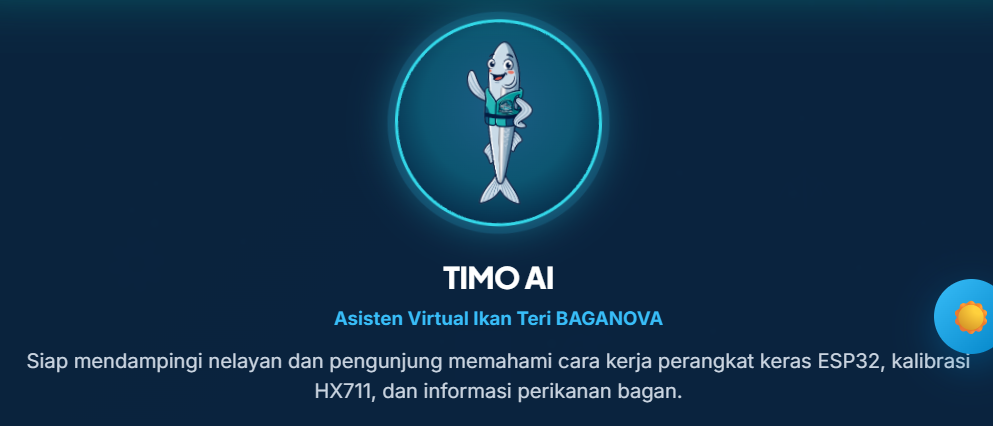 TIMO AI
Asisten Virtual Ikan Teri BAGANOVA
Siap mendampingi nelayan dan pengunjung memahami cara kerja perangkat keras ESP32, kalibrasi
HX711, dan informasi perikanan bagan.